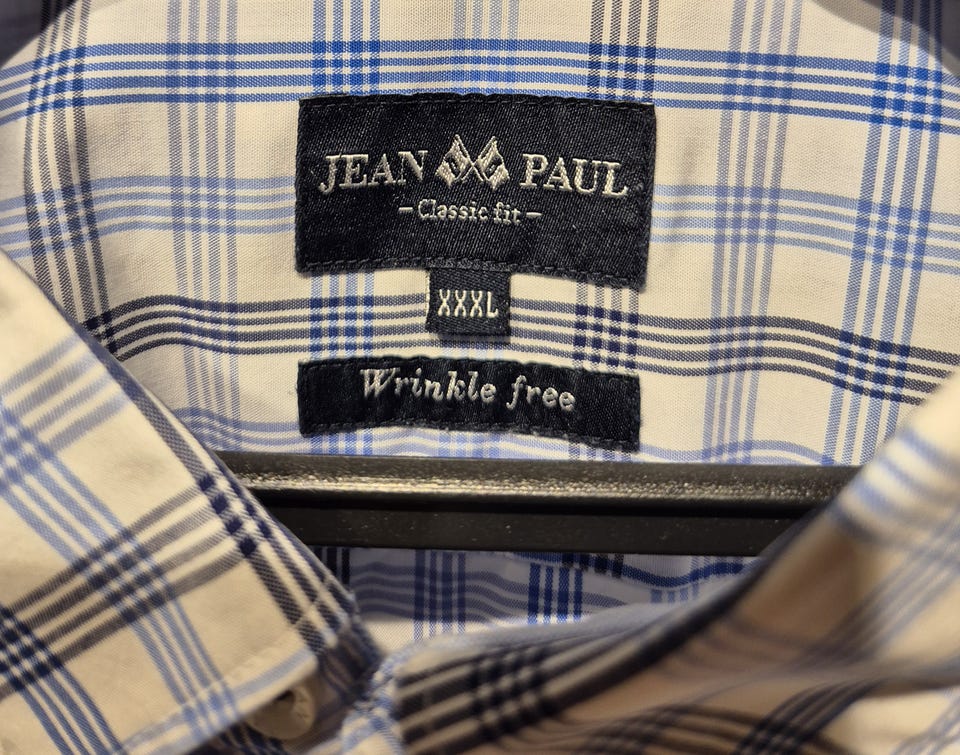 JEAN PAUL
-Classic fit-
XXXL
Wrinkle free